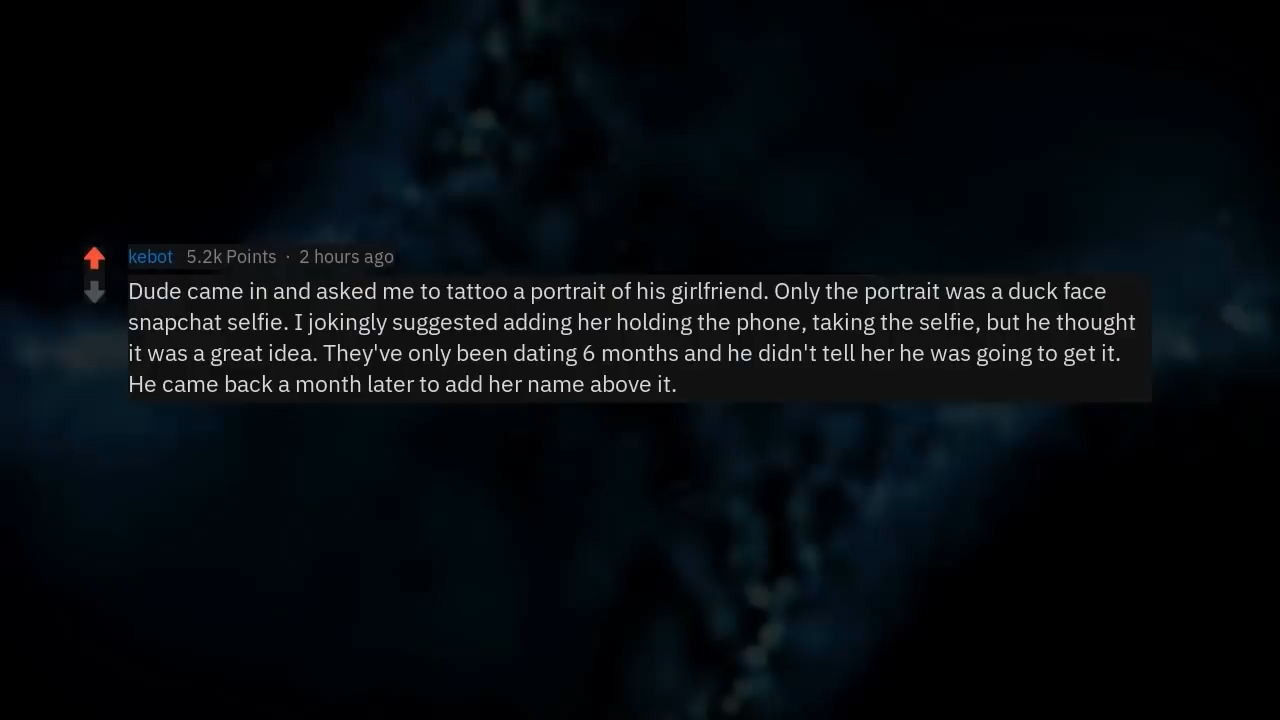 kebot 5.2k Points · 2 hours ago
Dude came in and asked me to tattoo a portrait of his girlfriend. Only the portrait was a duck face
snapchat selfie. I jokingly suggested adding her holding the phone, taking the selfie, but he thought
it was a great idea. They've only been dating 6 months and he didn't tell her he was going to get it.
He came back a month later to add her name above it.